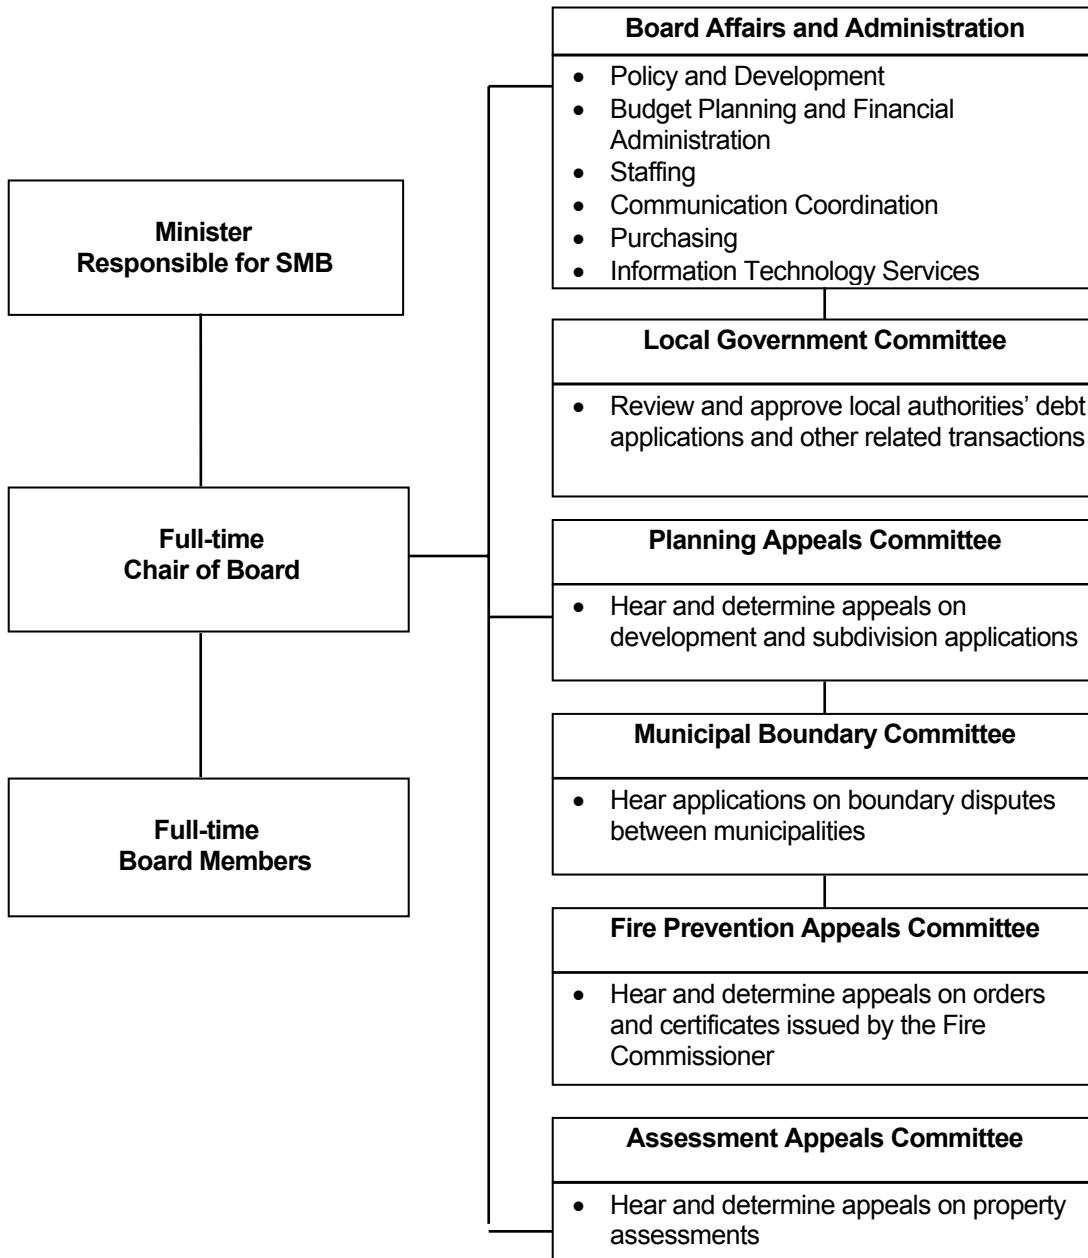 Minister
Responsible for SMB
Full-time
Chair of Board
Full-time
Board Members
Board Affairs and Administration
• Policy and Development
• Budget Planning and Financial
Administration
• Staffing
• Communication Coordination
• Purchasing
• Information Technology Services
Local Government Committee
• Review and approve local authorities’ debt
applications and other related transactions
Planning Appeals Committee
• Hear and determine appeals on
development and subdivision applications
Municipal Boundary Committee
• Hear applications on boundary disputes
between municipalities
Fire Prevention Appeals Committee
• Hear and determine appeals on orders
and certificates issued by the Fire
Commissioner
Assessment Appeals Committee
• Hear and determine appeals on property
assessments